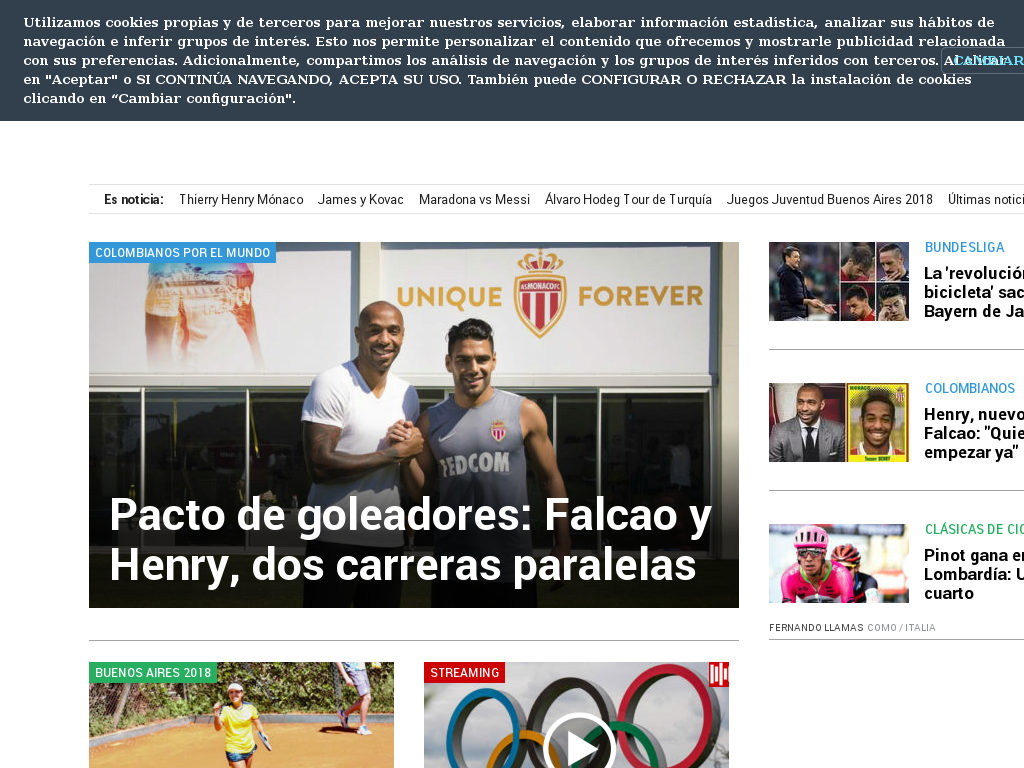 Utilizamos cookies propias y de terceros para mejorar nuestros servicios, elaborar información estadística, analizar sus hábitos de
navegación e inferir grupos de interés. Esto nos permite personalizar el contenido que ofrecemos y mostrarle publicidad relacionada
con sus preferencias. Adicionalmente, compartimos los análisis de navegación y los grupos de interés inferidos con terceros. Al clicar
en "Aceptar" o SI CONTINÚA NAVEGANDO, ACEPTA SU USO. También puede CONFIGURAR O RECHAZAR la instalación de cookies
clicando en “Cambiar configuración".
CAMBIAR
Es noticia: Thierry Henry Mónaco James y Kovac Maradona vs Messi Álvaro Hodeg Tour de Turquía Juegos Juventud Buenos Aires 2018 Últimas notici
COLOMBIANOS POR EL MUNDO
UNIQUE FOREVER
AS MONACO FC
FEDCOM
Pacto de goleadores: Falcao y
Henry, dos carreras paralelas
BUNDESLIGA
La 'revolución
bicicleta' sac
Bayern de Ja
COLOMBIANOS
MONACO
Thierry HENRY
Henry, nuevo
Falcao: "Quie
empezar ya"
CLÁSICAS DE CIC
Pinot gana en
Lombardía: U
cuarto
FERNANDO LLAMAS COMO / ITALIA
BUENOS AIRES 2018
STREAMING